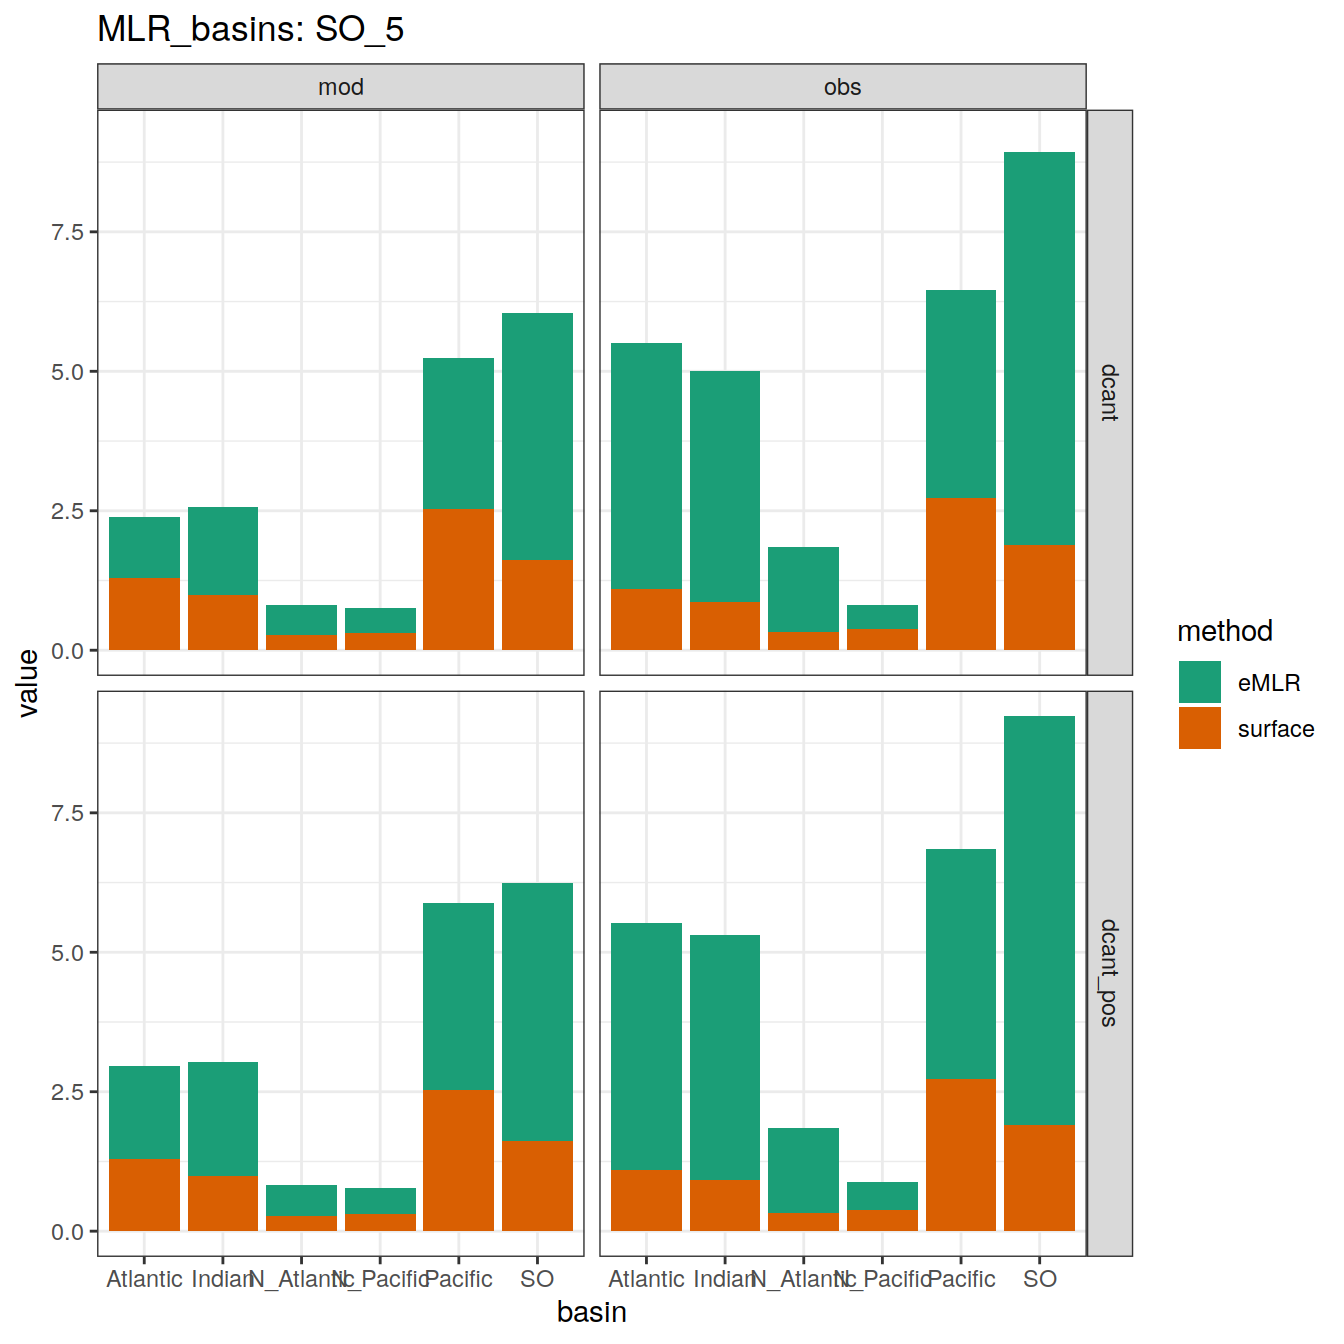 MLR_basins: SO_5
mod
obs
7.5
5.0
2.5
0.0
dcant
7.5
5.0
2.5
0.0
dcant_pos
value
Atlantic Indian N_Atlantic N_Pacific Pacific SO
Atlantic Indian N_Atlantic N_Pacific Pacific SO
basin
method
eMLR
surface